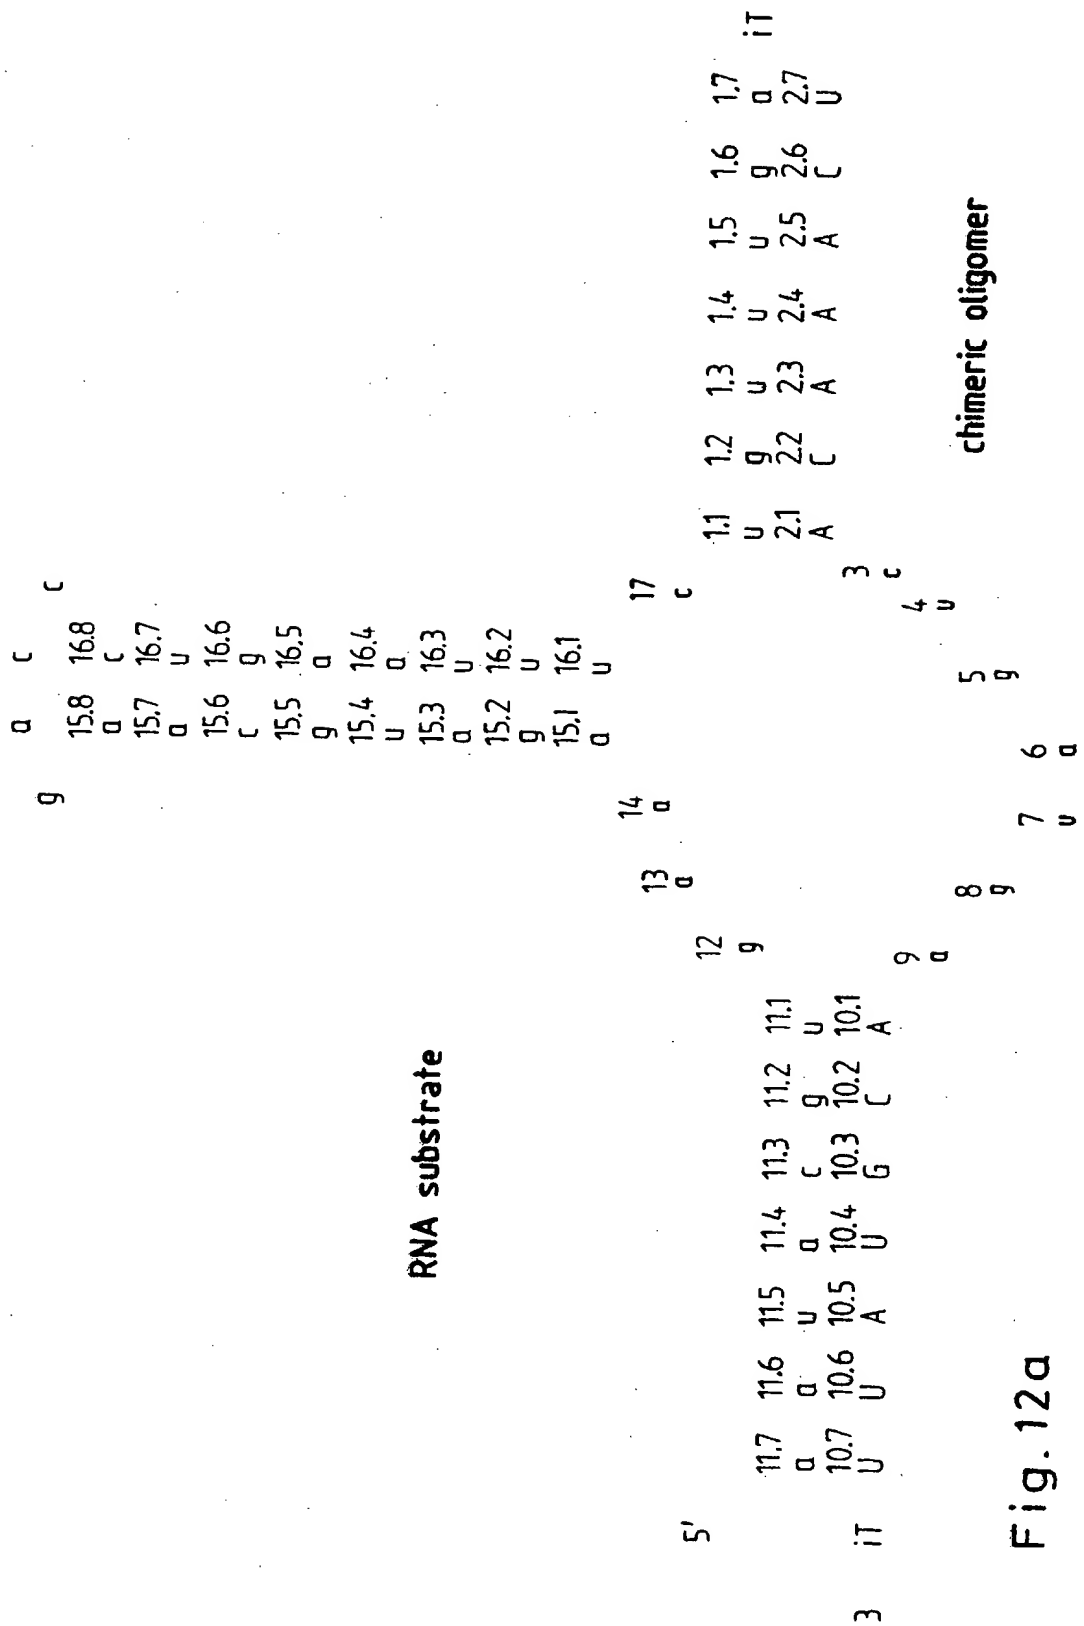 a c
g c
15.8 16.8
a c
15.7 16.7
a u
15.6 16.6
c g
15.5 16.5
g a
15.4 16.4
u a
RNA substrate
15.3 16.3
a u
15.2 16.2
g u
15.1 16.1
a u
14 17
a c
13
a
12
g
5'
1.1 1.2 1.3 1.4 1.5 1.6 1.7
u g u u u g a iT
2.1 2.2 2.3 2.4 2.5 2.6 2.7
A C A A A C U
11.7 11.6 11.5 11.4 11.3 11.2 11.1
a a u a c g u
10.7 10.6 10.5 10.4 10.3 10.2 10.1
3 iT U U A U G C A
9 3
a c
4
u
8 5
g g
7 6
u a
chimeric oligomer
Fig. 12a